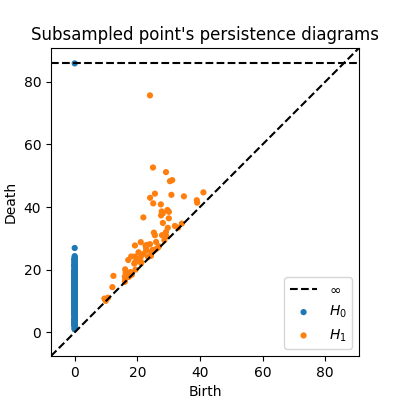 Subsampled point's persistence diagrams
80
60
40
20
0
Death
0 20 40 60 80
Birth
∞
H₀
H₁